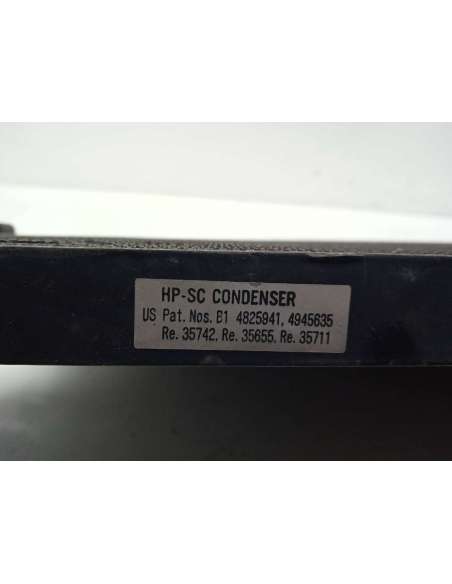 HP-SC CONDENSER
US Pat. Nos. B1 4825941, 4945635
Re. 35742, Re. 35655, Re. 35711